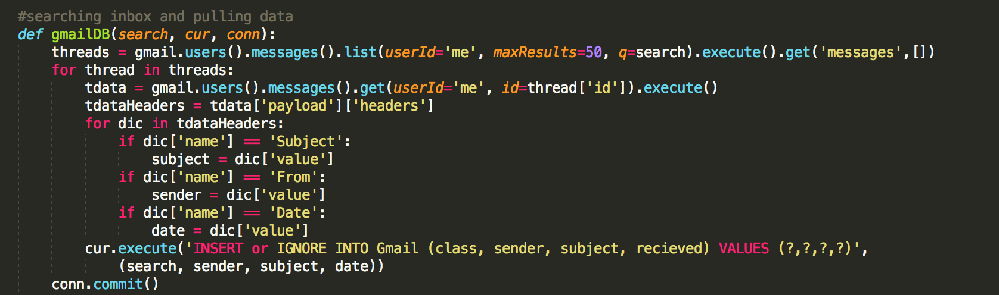 #searching inbox and pulling data
def gmailDB(search, cur, conn):
    threads = gmail.users().messages().list(userId='me', maxResults=50, q=search).execute().get('messages',[])
    for thread in threads:
        tdata = gmail.users().messages().get(userId='me', id=thread['id']).execute()
        tdataHeaders = tdata['payload']['headers']
        for dic in tdataHeaders:
            if dic['name'] == 'Subject':
                subject = dic['value']
            if dic['name'] == 'From':
                sender = dic['value']
            if dic['name'] == 'Date':
                date = dic['value']
        cur.execute('INSERT or IGNORE INTO Gmail (class, sender, subject, recieved) VALUES (?,?,?,?)',
            (search, sender, subject, date))
    conn.commit()